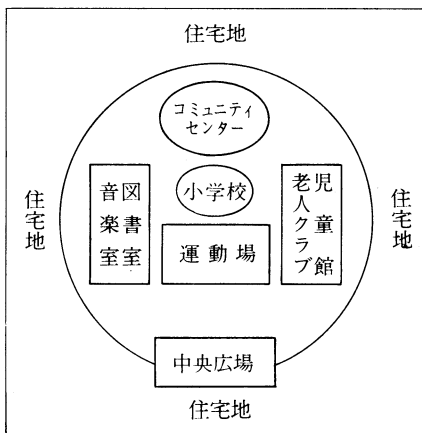 住宅地
コミュニティ
センター
住宅地
図書室
音楽室
小学校
運動場
児童館
老人クラブ
住宅地
中央広場
住宅地